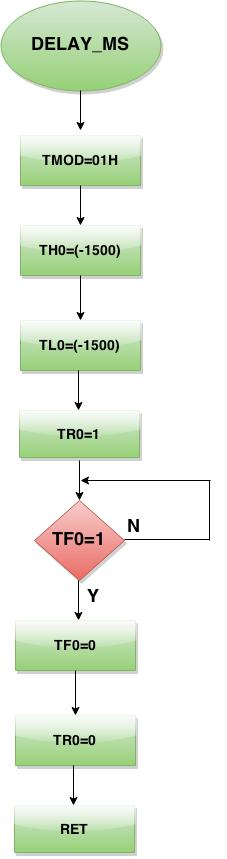 DELAY_MS
TMOD=01H
TH0=(-1500)
TL0=(-1500)
TR0=1
TF0=1
N
Y
TF0=0
TR0=0
RET